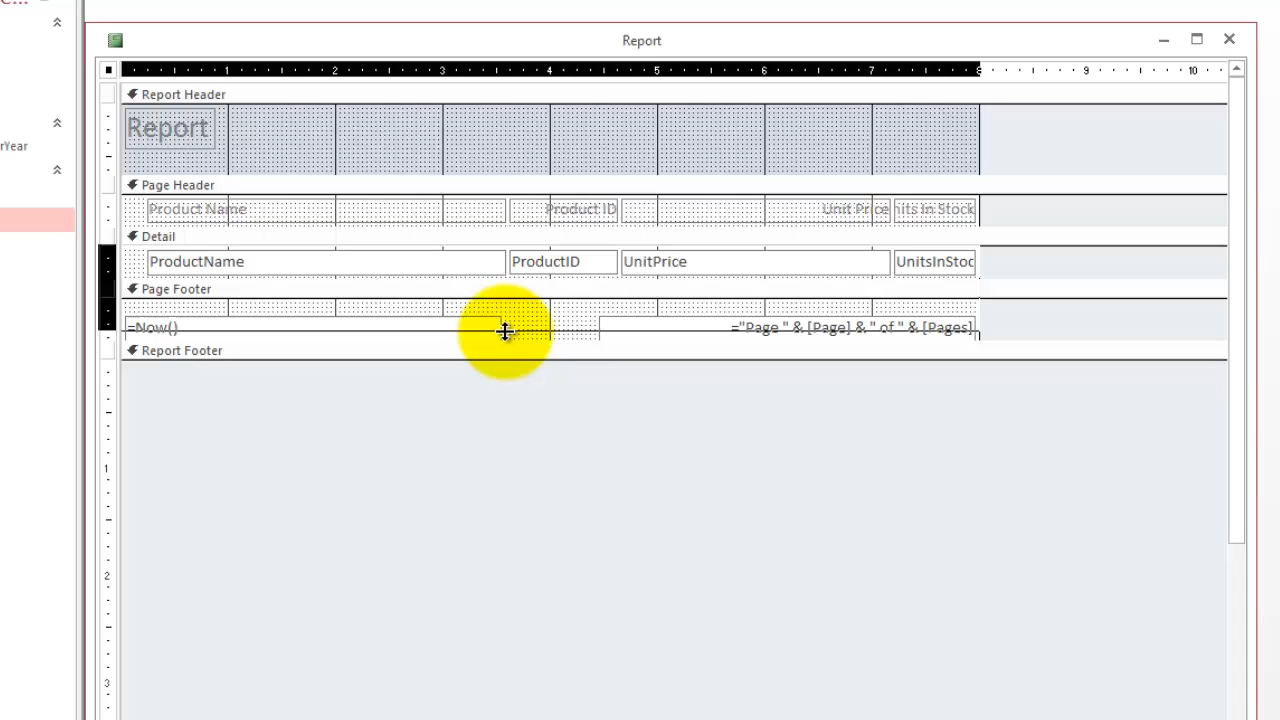 Report
1 2 3 4 5 6 7 8 9 10
Report Header
Report
Page Header
rYear
Product Name Product ID Unit Price nits In Stock
Detail
ProductName ProductID UnitPrice UnitsInStoc
Page Footer
=Now() ="Page " & [Page] & " of " & [Pages]
Report Footer
1
2
3